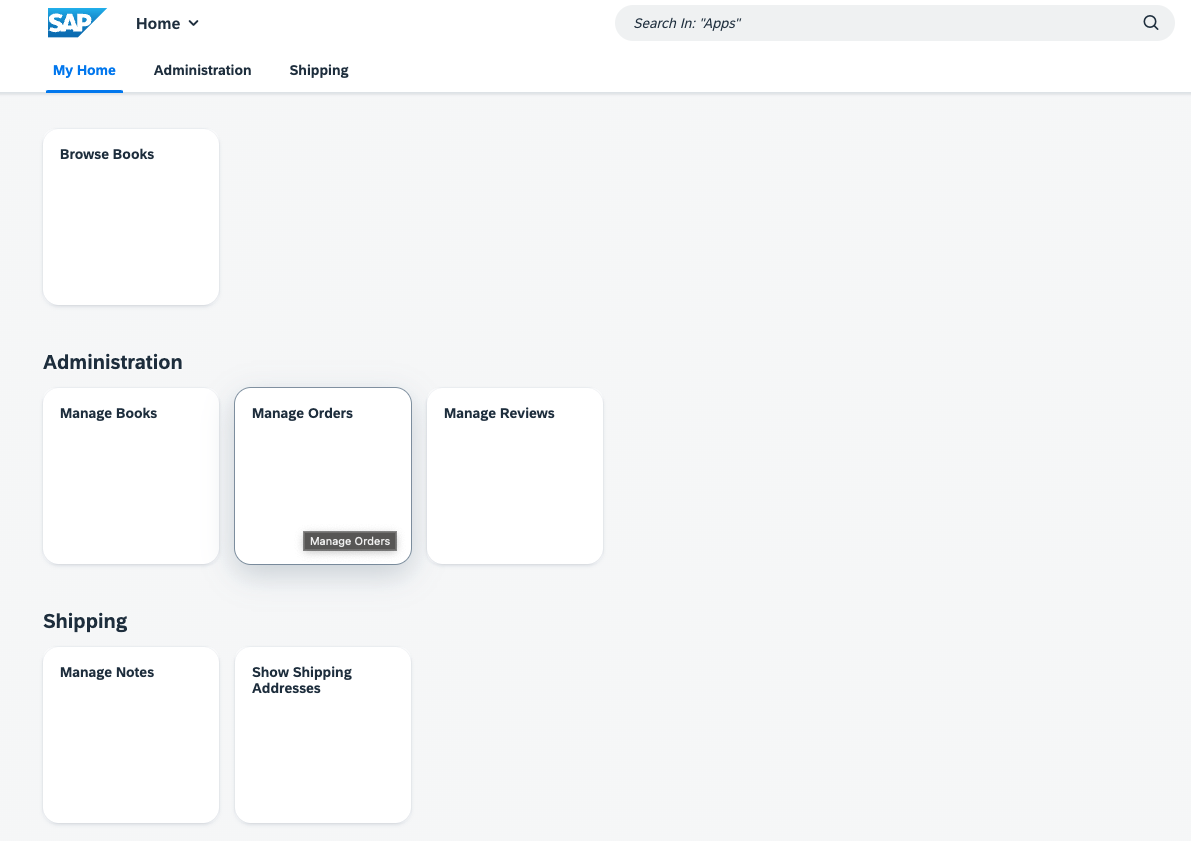 SAP
Home
Search In: "Apps"
My Home Administration Shipping
Browse Books
Administration
Manage Books Manage Orders Manage Reviews
Manage Orders
Shipping
Manage Notes Show Shipping
Addresses